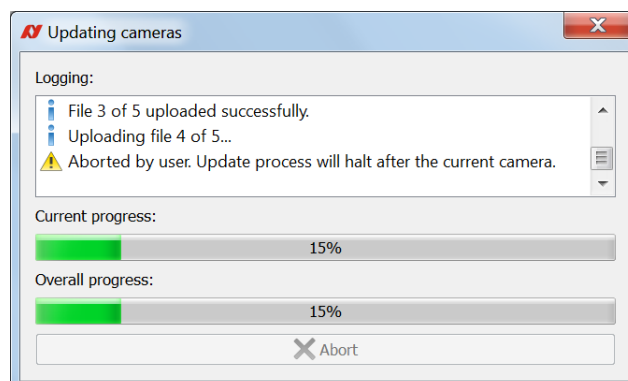 Updating cameras
Logging:
File 3 of 5 uploaded successfully.
Uploading file 4 of 5...
Aborted by user. Update process will halt after the current camera.
Current progress:
15%
Overall progress:
15%
Abort